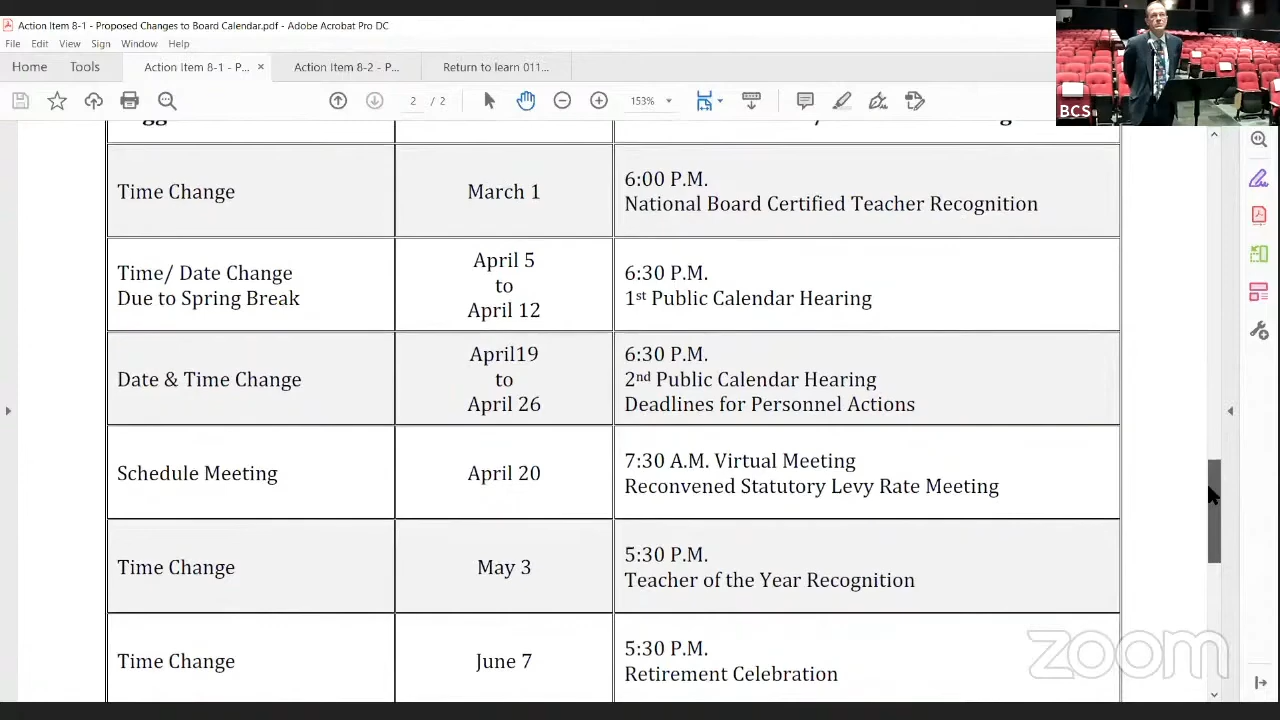 Action Item 8-1 - Proposed Changes to Board Calendar.pdf - Adobe Acrobat Pro DC
File Edit View Sign Window Help
Home Tools Action Item 8-1 - P... × Action Item 8-2 - P Return to Learn
2 / 2 153%
BCS
Time Change March 1 6:00 P.M.
National Board Certified Teacher Recognition
Time/ Date Change
Due to Spring Break
April 5
to
April 12
6:30 P.M.
1st Public Calendar Hearing
Date & Time Change
April19
to
April 26
6:30 P.M.
2nd Public Calendar Hearing
Deadlines for Personnel Actions
Schedule Meeting April 20 7:30 A.M. Virtual Meeting
Reconvened Statutory Levy Rate Meeting
Time Change May 3 5:30 P.M.
Teacher of the Year Recognition
Time Change June 7 5:30 P.M.
Retirement Celebration
zoom